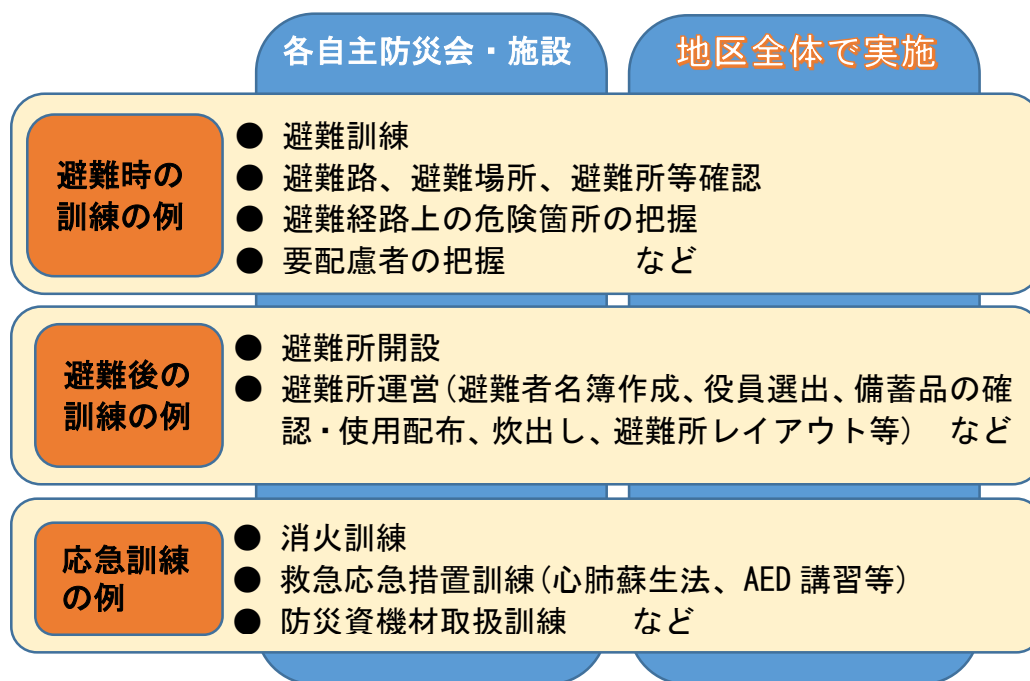 各自主防災会・施設
地区全体で実施
避難時の
訓練の例
● 避難訓練
● 避難路、避難場所、避難所等確認
● 避難経路上の危険箇所の把握
● 要配慮者の把握 など
避難後の
訓練の例
● 避難所開設
● 避難所運営(避難者名簿作成、役員選出、備蓄品の確
認・使用配布、炊出し、避難所レイアウト等) など
応急訓練
の例
● 消火訓練
● 救急応急措置訓練(心肺蘇生法、AED講習等)
● 防災資機材取扱訓練 など